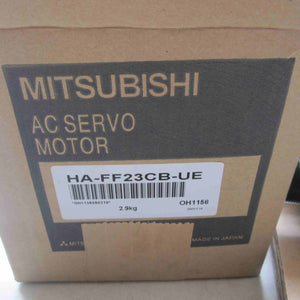 MITSUBISHI
AC SERVO
MOTOR
HA-FF23CB-UE
OH1156
2.9kg
MADE IN JAPAN